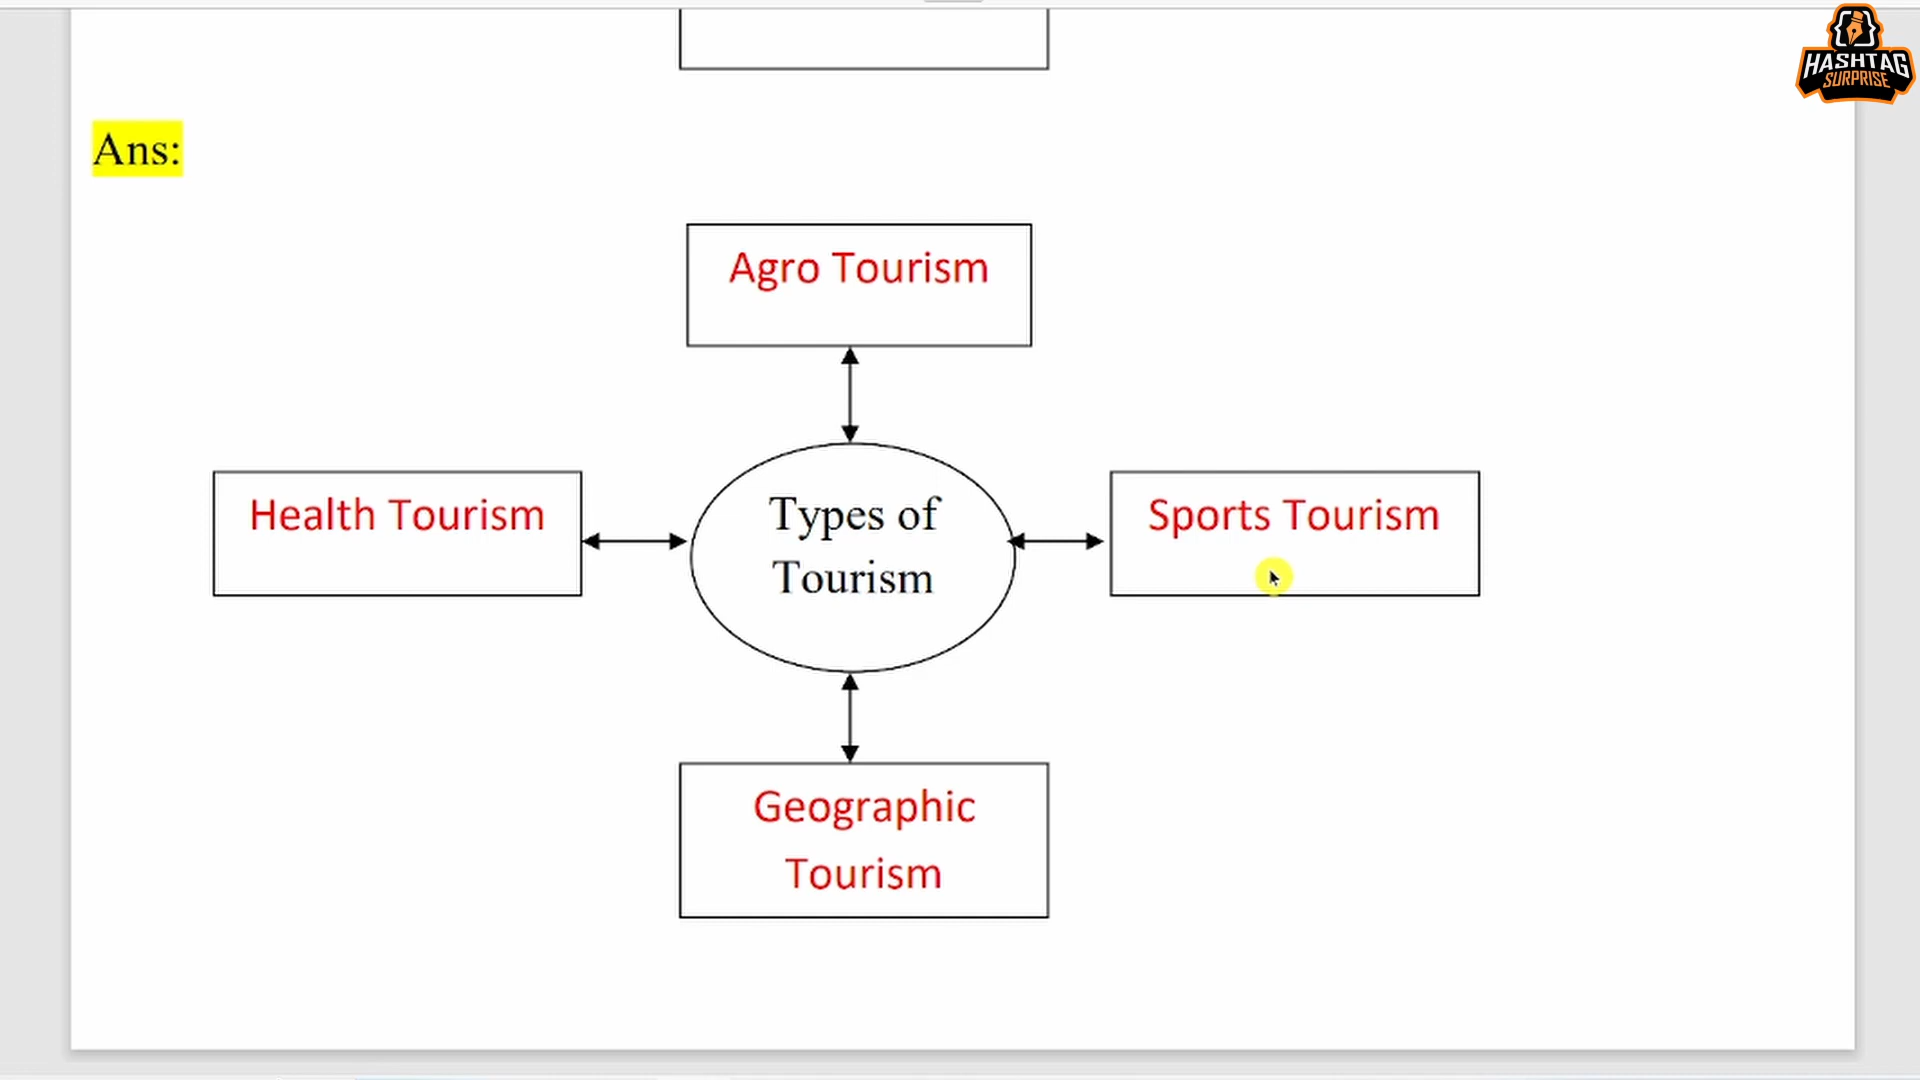 HASHTAG
SURPRISE
Ans:
Agro Tourism
Health Tourism
Types of
Tourism
Sports Tourism
Geographic
Tourism